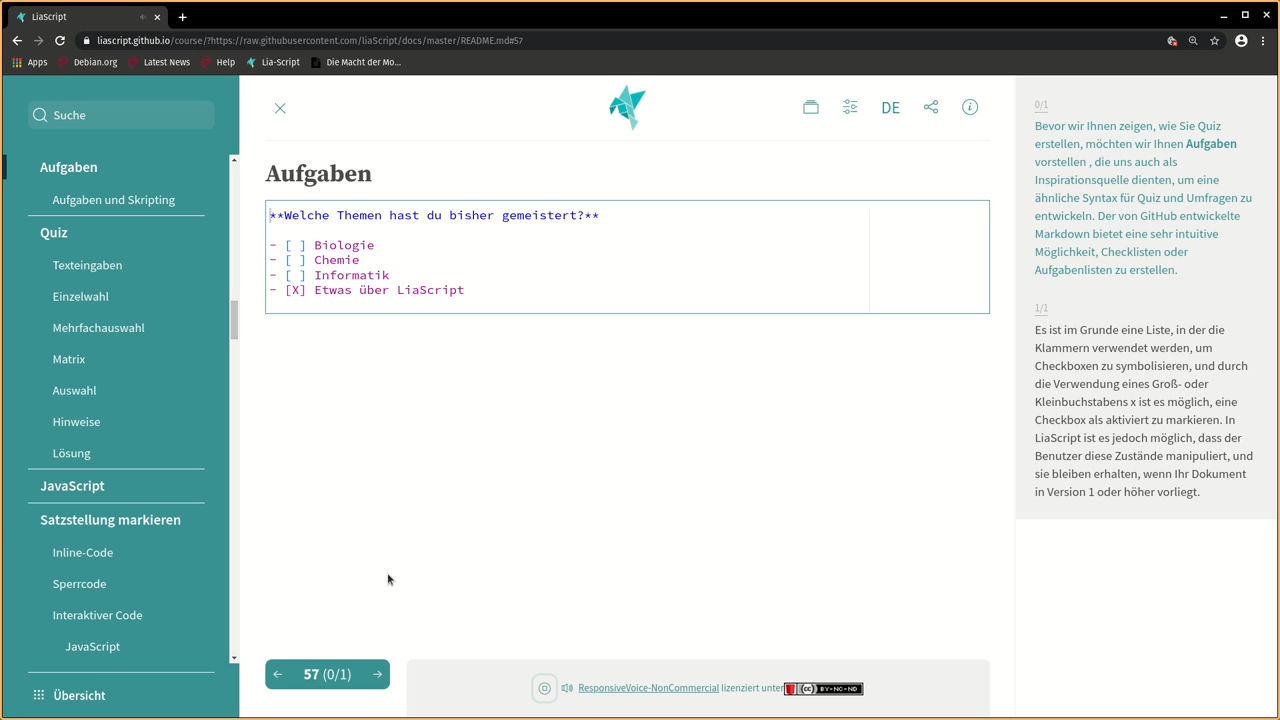 LiaScript
liascript.github.io/course/?https://raw.githubusercontent.com/liaScript/docs/master/README.md#57
Apps
Debian.org
Latest News
Help
Lia-Script
Die Macht der Mo...
Suche
Aufgaben
Aufgaben und Skripting
Quiz
Texteingaben
Einzelwahl
Mehrfachauswahl
Matrix
Auswahl
Hinweise
Lösung
JavaScript
Satzstellung markieren
Inline-Code
Sperrcode
Interaktiver Code
JavaScript
Übersicht
DE
Aufgaben
**Welche Themen hast du bisher gemeistert?**
- [ ] Biologie
- [ ] Chemie
- [ ] Informatik
- [X] Etwas über LiaScript
57 (0/1)
ResponsiveVoice-NonCommercial lizenziert unter
cc BY-NC-ND
0/1
Bevor wir Ihnen zeigen, wie Sie Quiz
erstellen, möchten wir Ihnen Aufgaben
vorstellen , die uns auch als
Inspirationsquelle dienten, um eine
ähnliche Syntax für Quiz und Umfragen zu
entwickeln. Der von GitHub entwickelte
Markdown bietet eine sehr intuitive
Möglichkeit, Checklisten oder
Aufgabenlisten zu erstellen.
1/1
Es ist im Grunde eine Liste, in der die
Klammern verwendet werden, um
Checkboxen zu symbolisieren, und durch
die Verwendung eines Groß- oder
Kleinbuchstabens x ist es möglich, eine
Checkbox als aktiviert zu markieren. In
LiaScript ist es jedoch möglich, dass der
Benutzer diese Zustände manipuliert, und
sie bleiben erhalten, wenn Ihr Dokument
in Version 1 oder höher vorliegt.